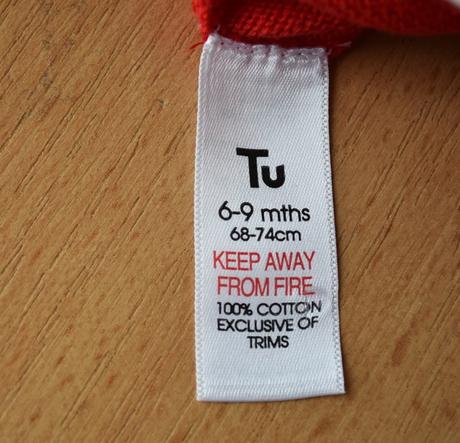 Tu
6-9 mths
68-74cm
KEEP AWAY
FROM FIRE
100% COTTON
EXCLUSIVE OF
TRIMS